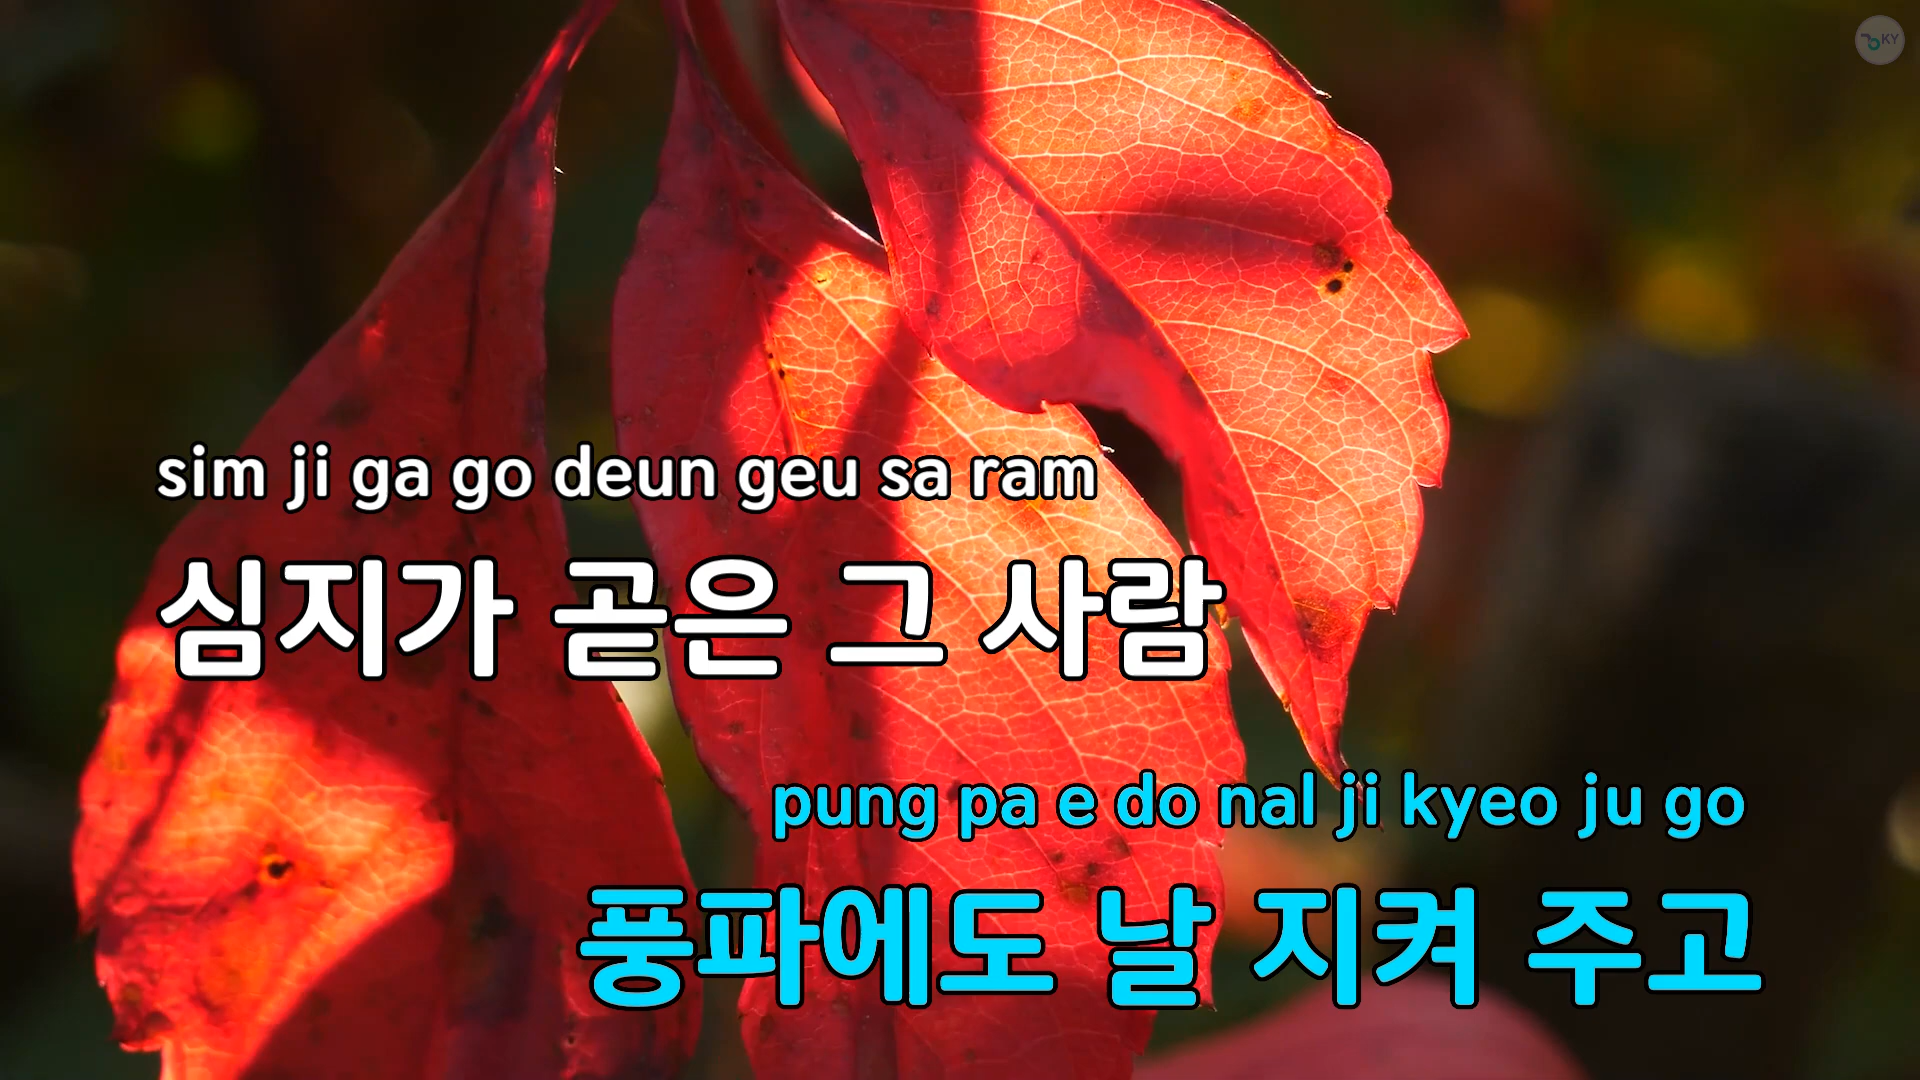 KY
sim ji ga go deun geu sa ram
심지가 곧은 그 사람
pung pa e do nal ji kyeo ju go
풍파에도 날 지켜 주고